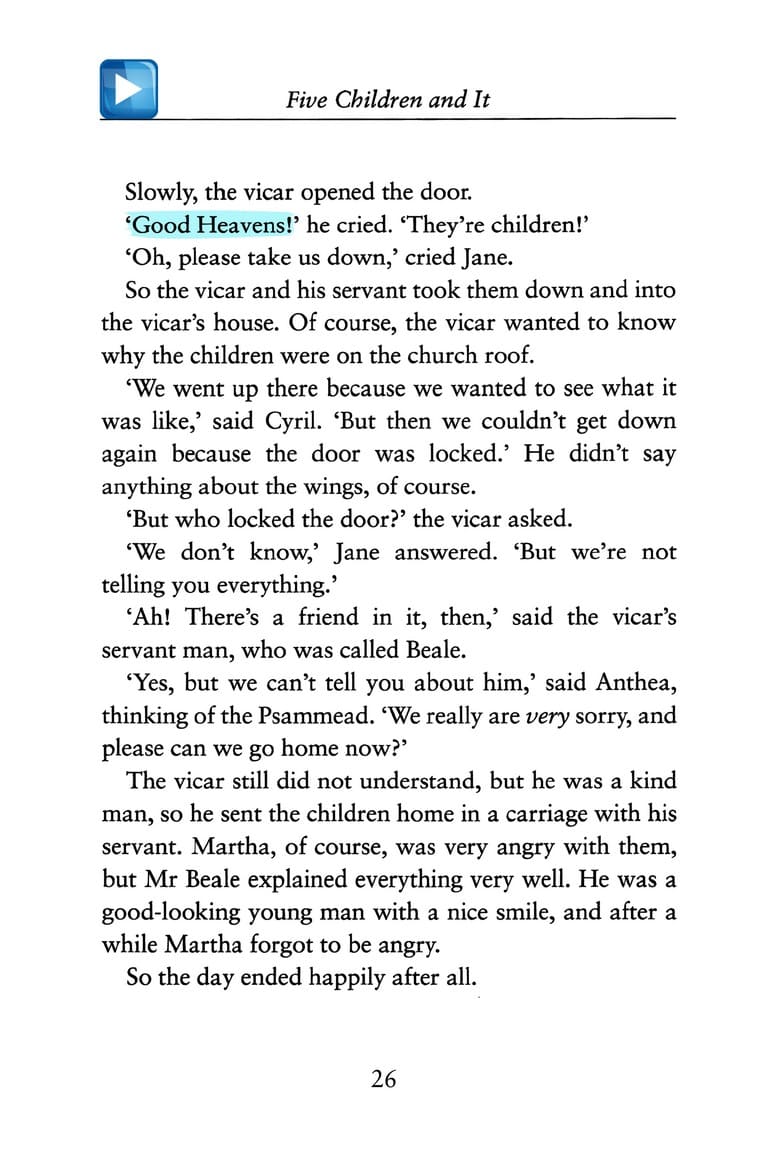 Five Children and It
Slowly, the vicar opened the door.
‘Good Heavens!’ he cried. ‘They’re children!’
‘Oh, please take us down,’ cried Jane.
So the vicar and his servant took them down and into
the vicar’s house. Of course, the vicar wanted to know
why the children were on the church roof.
‘We went up there because we wanted to see what it
was like,’ said Cyril. ‘But then we couldn’t get down
again because the door was locked.’ He didn’t say
anything about the wings, of course.
‘But who locked the door?’ the vicar asked.
‘We don’t know,’ Jane answered. ‘But we’re not
telling you everything.’
‘Ah! There’s a friend in it, then,’ said the vicar’s
servant man, who was called Beale.
‘Yes, but we can’t tell you about him,’ said Anthea,
thinking of the Psammead. ‘We really are very sorry, and
please can we go home now?’
The vicar still did not understand, but he was a kind
man, so he sent the children home in a carriage with his
servant. Martha, of course, was very angry with them,
but Mr Beale explained everything very well. He was a
good-looking young man with a nice smile, and after a
while Martha forgot to be angry.
So the day ended happily after all.
26